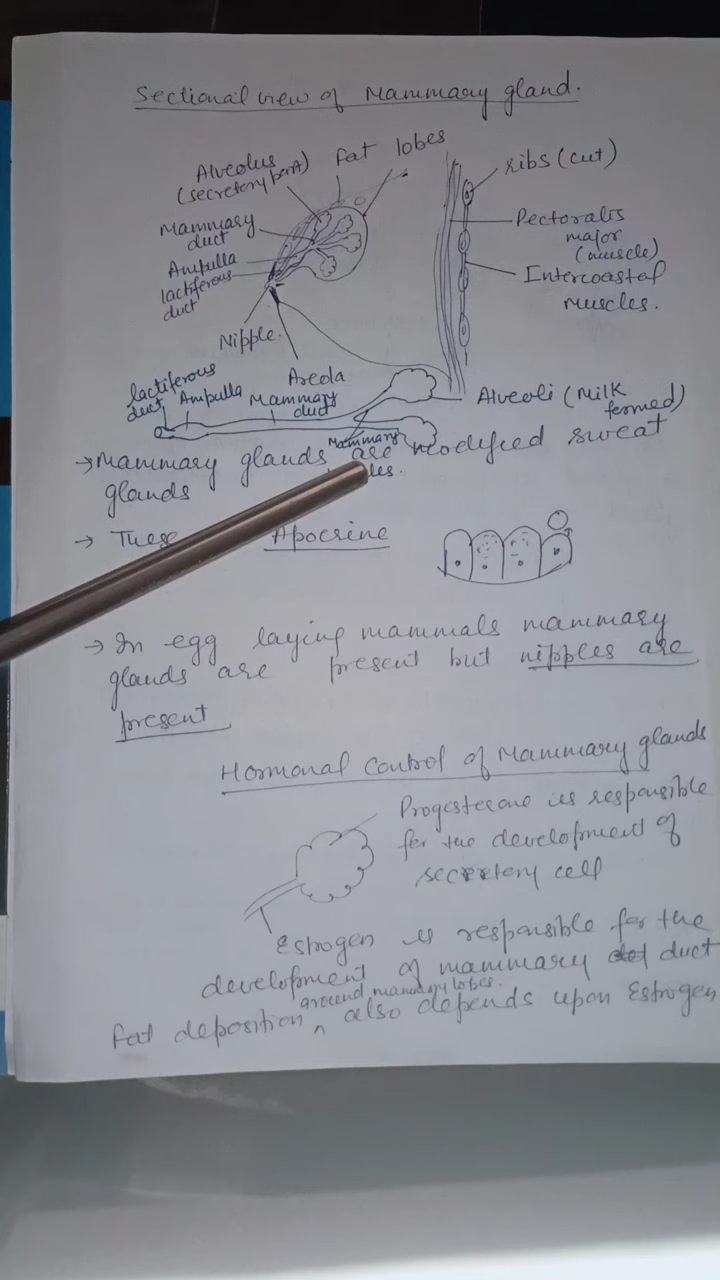 Sectional view of Mammary gland.
Alveolus
(secretory part)
Fat
lobes
Mammary
duct
Ampulla
lactiferous
duct
Nipple.
Areola
ribs (cut)
Pectoralis
major
(muscle)
Intercoastal
Muscles.
lactiferous
duct
Ampulla
Mammary
duct
Alveoli (Milk
formed)
Mammary
→ Mammary glands are modified sweat
glands
→ These
Apocrine
→ In egg laying mammals mammary
glands are present but nipples are
present
Hormonal control of Mammary glands
Progesterone is responsible
for the development of
secretory cell
Estrogen is responsible for the
development of mammary duct
around mammary lobes.
Fat deposition ^ also depends upon Estrogen